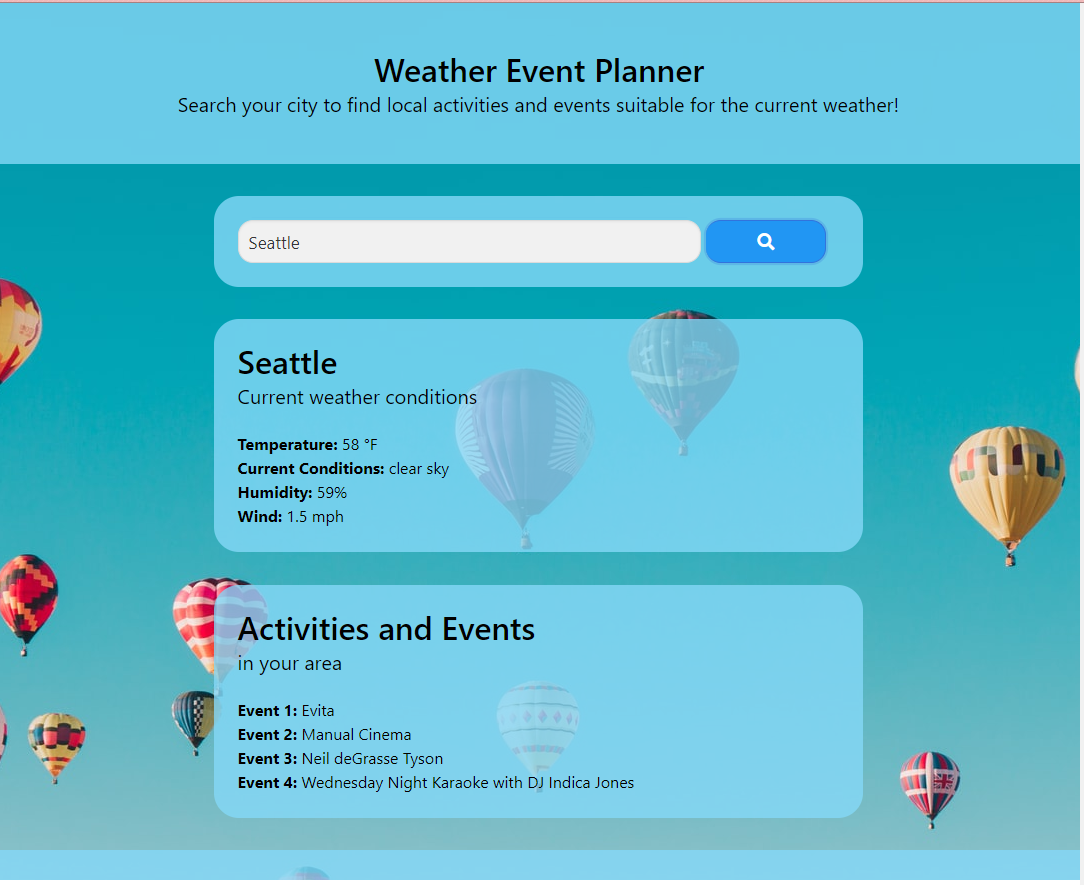 Weather Event Planner
Search your city to find local activities and events suitable for the current weather!
Seattle
Seattle
Current weather conditions
Temperature: 58 °F
Current Conditions: clear sky
Humidity: 59%
Wind: 1.5 mph
Activities and Events
in your area
Event 1: Evita
Event 2: Manual Cinema
Event 3: Neil deGrasse Tyson
Event 4: Wednesday Night Karaoke with DJ Indica Jones